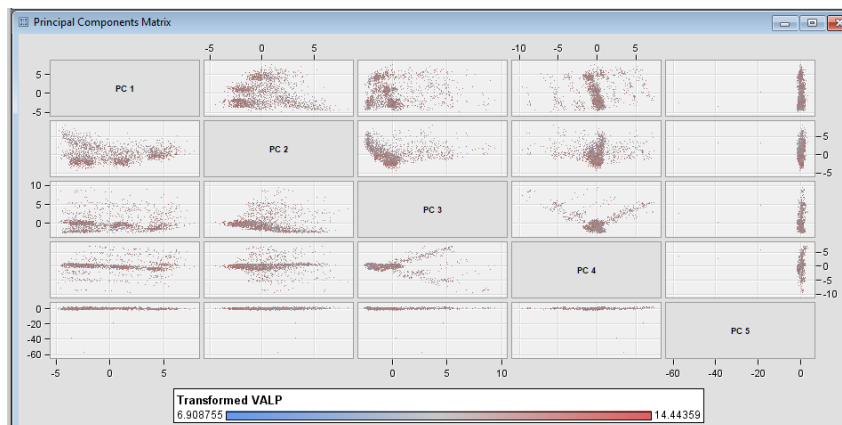 Principal Components Matrix
-5 0 5 -10 -5 0 5
5
0
-5
PC 1
PC 2
5
0
-5
10
5
0
PC 3
PC 4
5
0
-5
-10
0
-20
-40
-60
PC 5
-5 0 5 0 5 10 -60 -40 -20 0
Transformed VALP
6.908755 14.44359